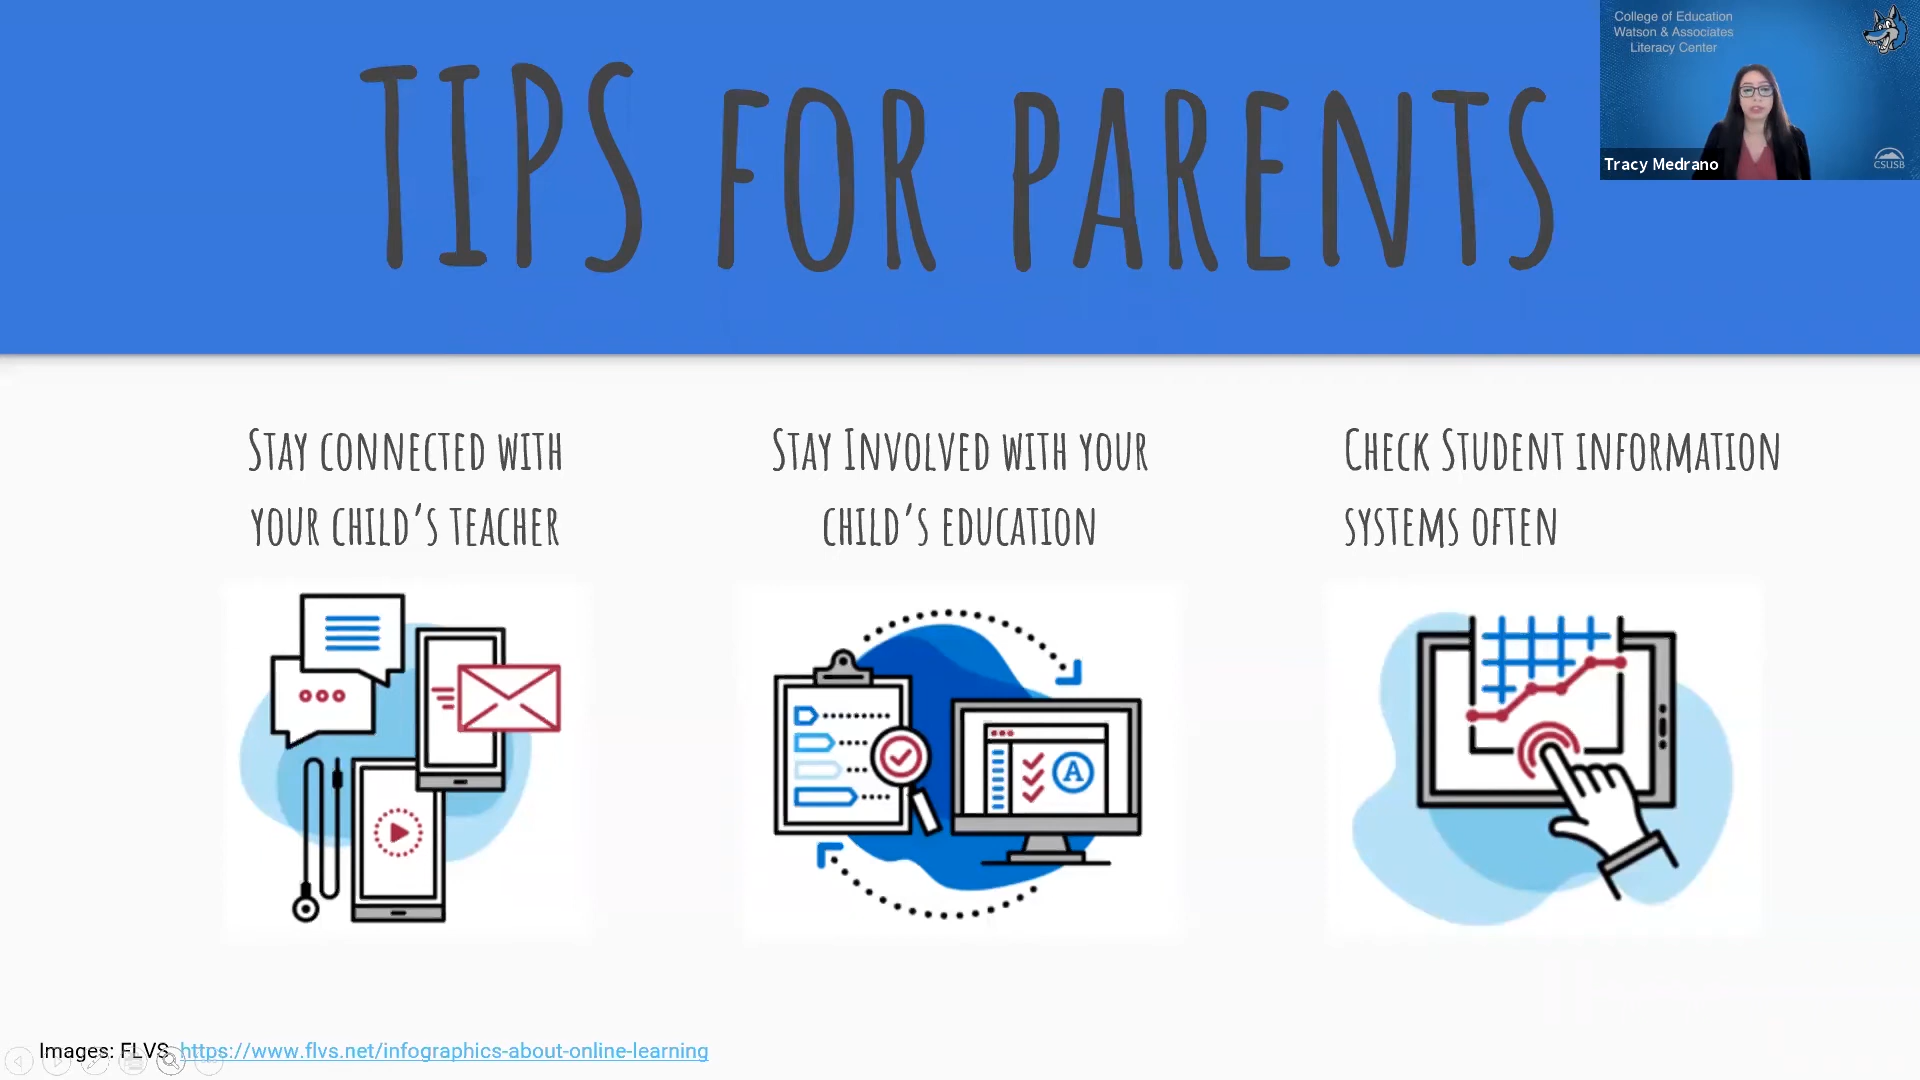 TIPS FOR PARENTS
College of Education
Watson & Associates
Literacy Center
Tracy Medrano
CSUSB
Stay connected with
your child's teacher
Stay Involved with your
child's education
Check Student information
systems often
A
Images: FLVS https://www.flvs.net/infographics-about-online-learning